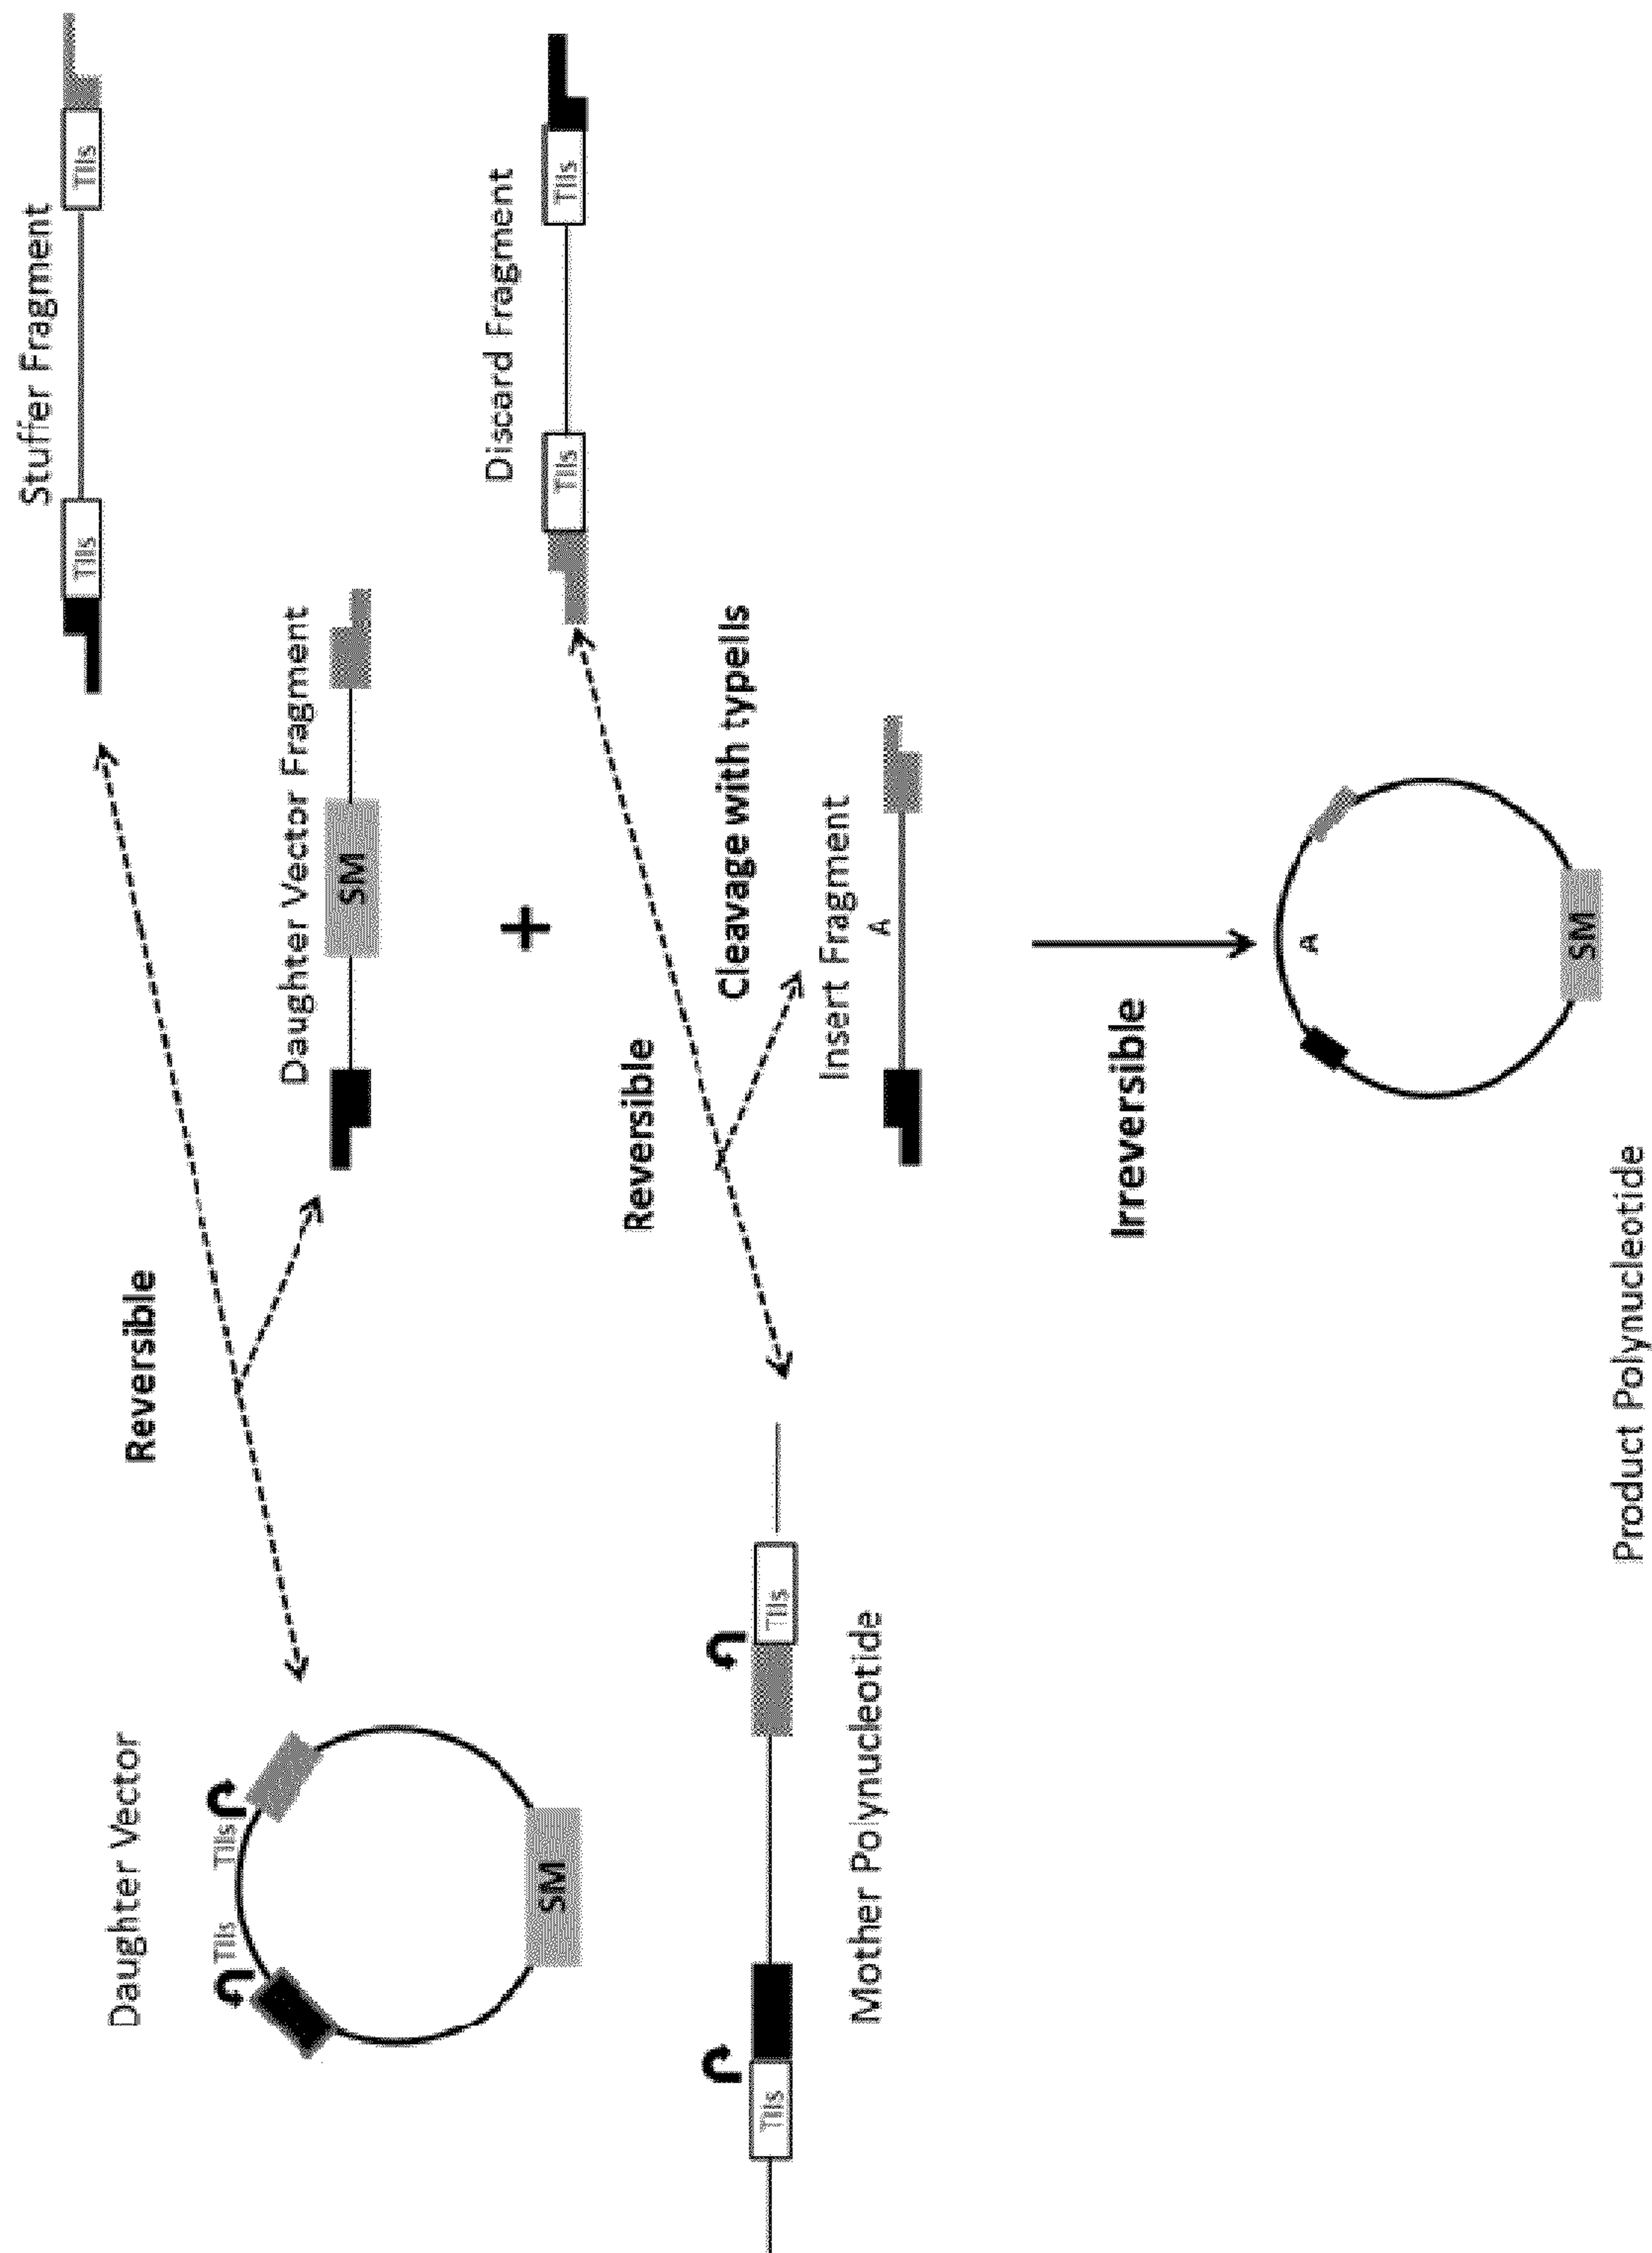 Stuffer Fragment
TIIs TIIs
Daughter Vector
Reversible
TIIs TIIs
SM
Daughter Vector Fragment
SM
+
Discard Fragment
TIIs TIIs
Reversible
Cleavage with typeIIs
TIIs TIIs
Mother Polynucleotide
Insert Fragment
A
Irreversible
A
SM
Product Polynucleotide